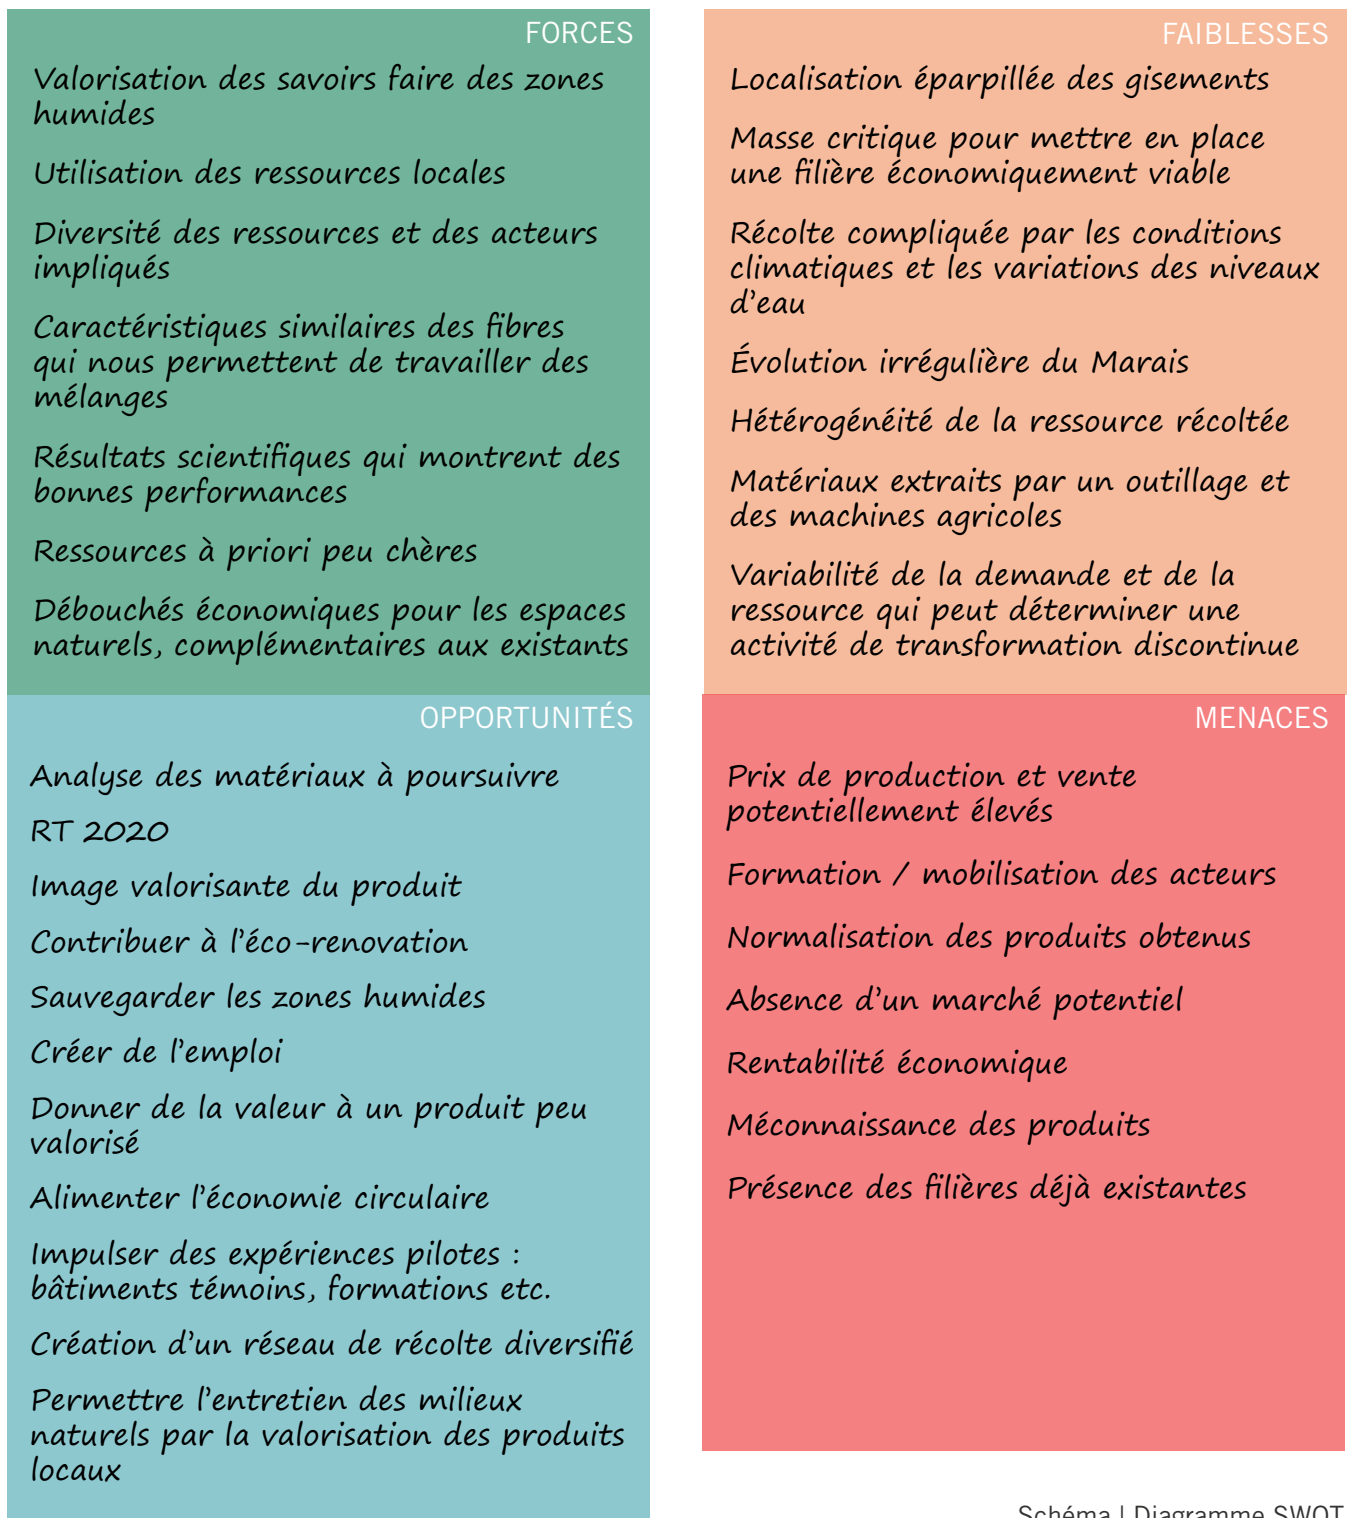 FORCES
Valorisation des savoirs faire des zones
humides
Utilisation des ressources locales
Diversité des ressources et des acteurs
impliqués
Caractéristiques similaires des fibres
qui nous permettent de travailler des
mélanges
Résultats scientifiques qui montrent des
bonnes performances
Ressources à priori peu chères
Débouchés économiques pour les espaces
naturels, complémentaires aux existants
FAIBLESSES
Localisation éparpillée des gisements
Masse critique pour mettre en place
une filière économiquement viable
Récolte compliquée par les conditions
climatiques et les variations des niveaux
d'eau
Évolution irrégulière du Marais
Hétérogénéité de la ressource récoltée
Matériaux extraits par un outillage et
des machines agricoles
Variabilité de la demande et de la
ressource qui peut déterminer une
activité de transformation discontinue
OPPORTUNITÉS
Analyse des matériaux à poursuivre
RT 2020
Image valorisante du produit
Contribuer à l'éco-renovation
Sauvegarder les zones humides
Créer de l'emploi
Donner de la valeur à un produit peu
valorisé
Alimenter l'économie circulaire
Impulser des expériences pilotes :
bâtiments témoins, formations etc.
Création d'un réseau de récolte diversifié
Permettre l'entretien des milieux
naturels par la valorisation des produits
locaux
MENACES
Prix de production et vente
potentiellement élevés
Formation / mobilisation des acteurs
Normalisation des produits obtenus
Absence d'un marché potentiel
Rentabilité économique
Méconnaissance des produits
Présence des filières déjà existantes
Schéma | Diagramme SWOT